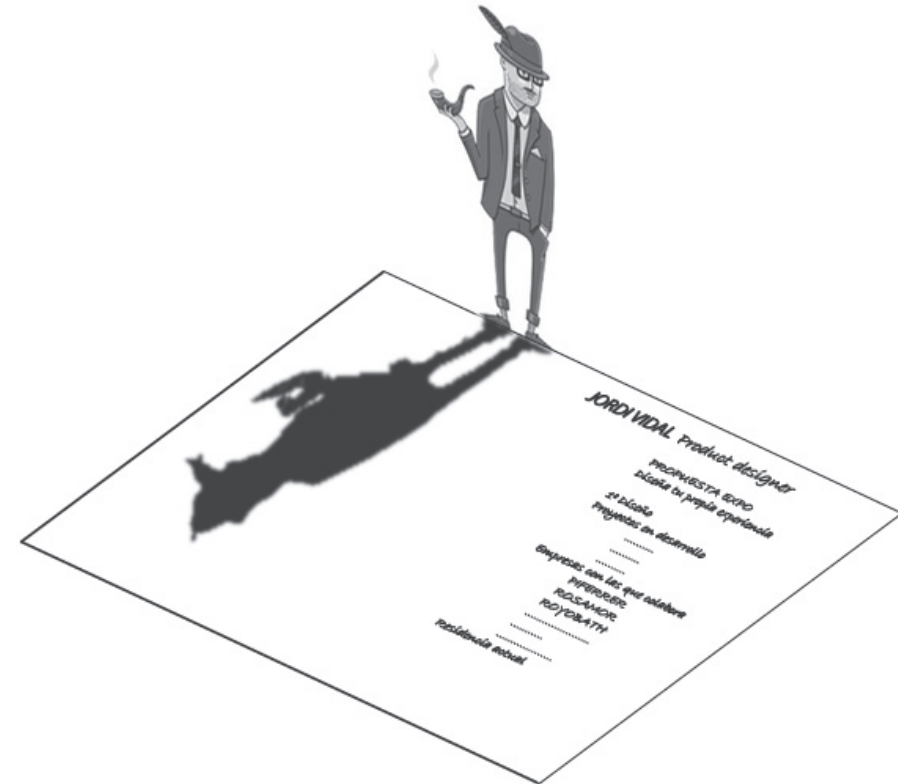 JORDI VIDAL Product designer
PROPUESTA EXPO
Diseña tu propia experiencia
1º Diseño
Proyectos en desarrollo
..........
..........
..........
Empresas con las que colabora
PIFERRER
ROSAMOR
ROYOBATH
......................
..........
..................
Residencia actual